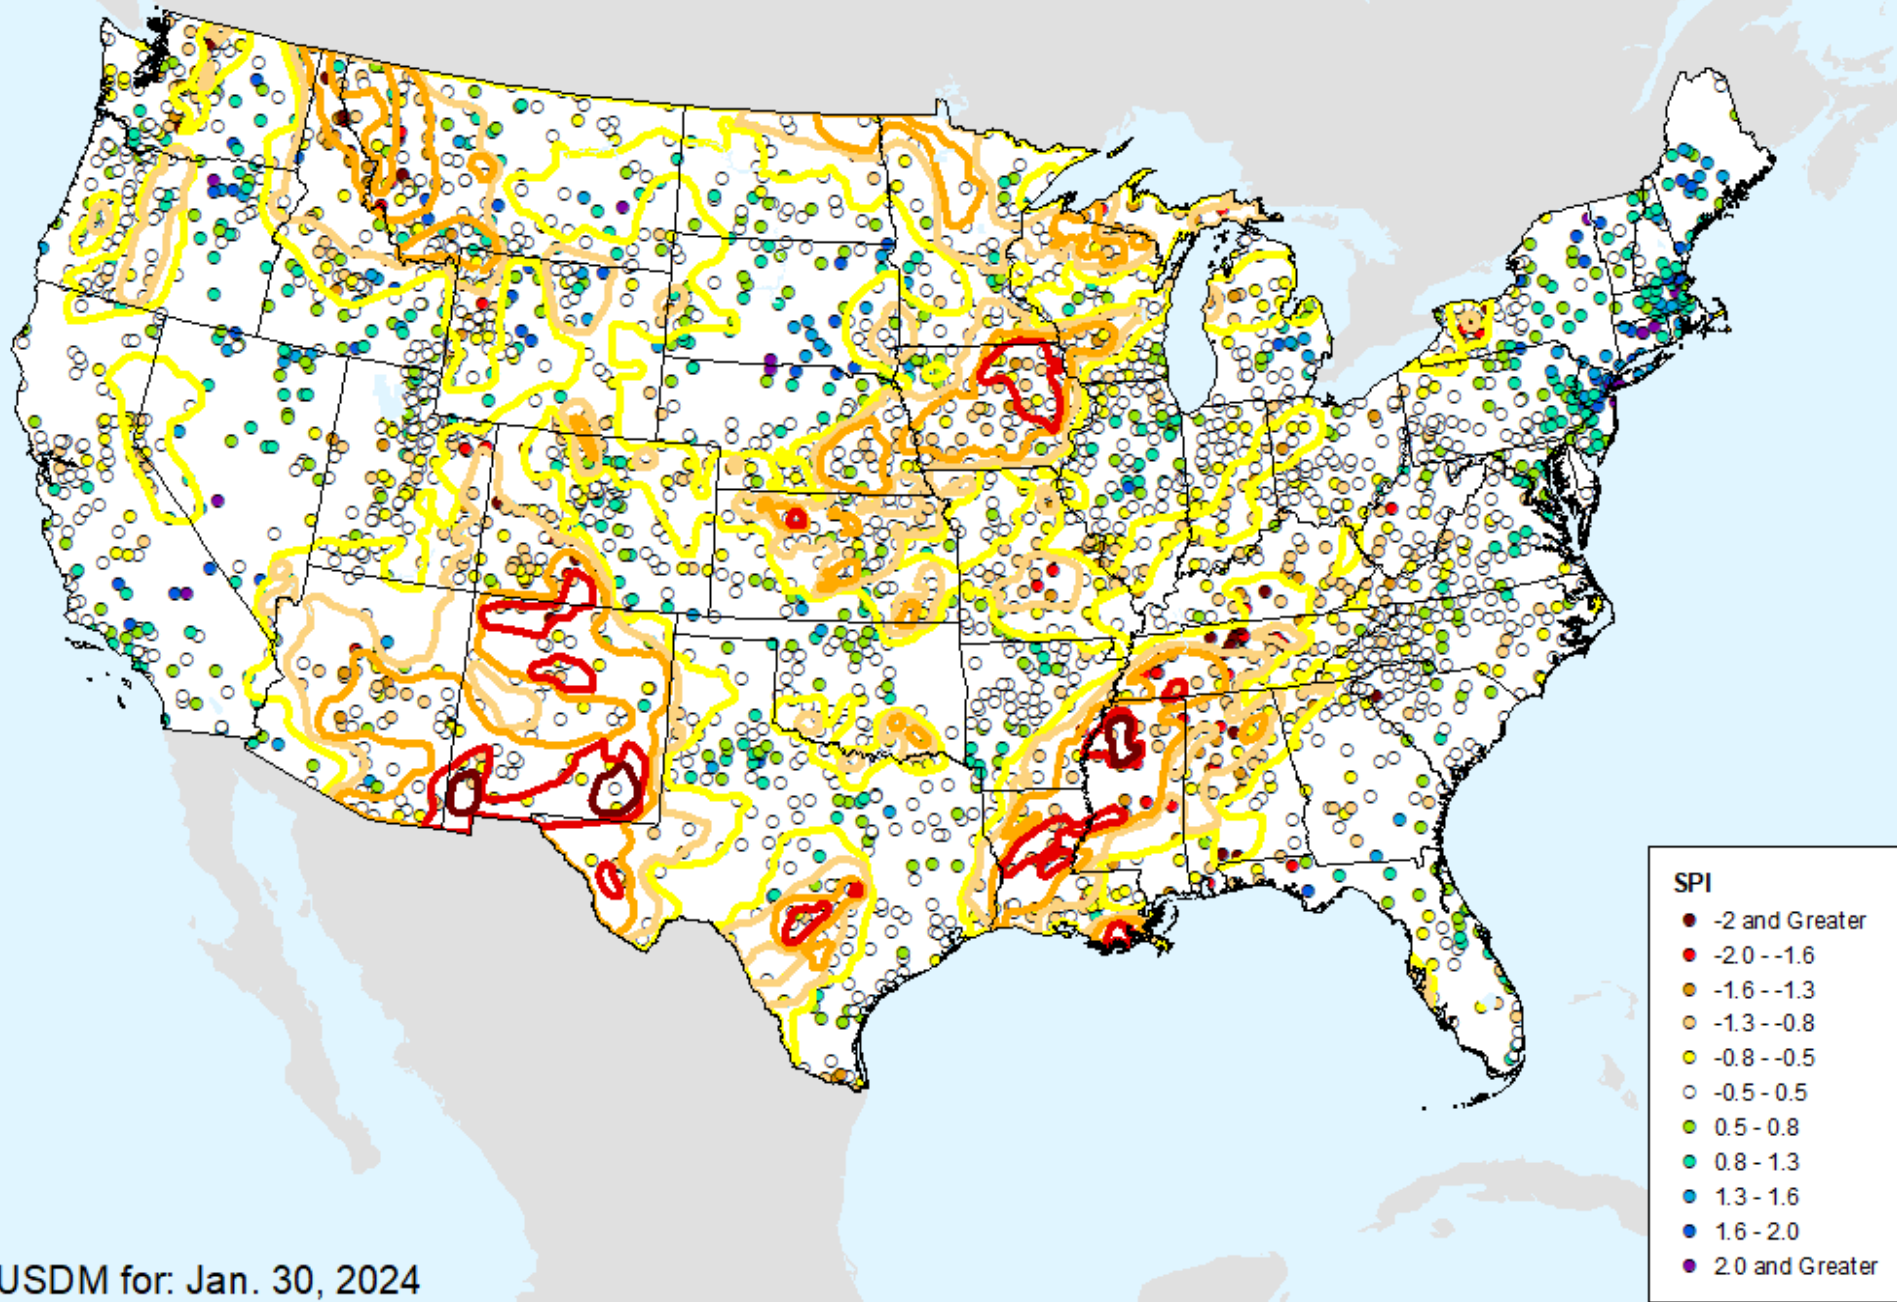 SPI
-2 and Greater
-2.0 - -1.6
-1.6 - -1.3
-1.3 - -0.8
-0.8 - -0.5
-0.5 - 0.5
0.5 - 0.8
0.8 - 1.3
1.3 - 1.6
1.6 - 2.0
2.0 and Greater
USDM for: Jan. 30, 2024